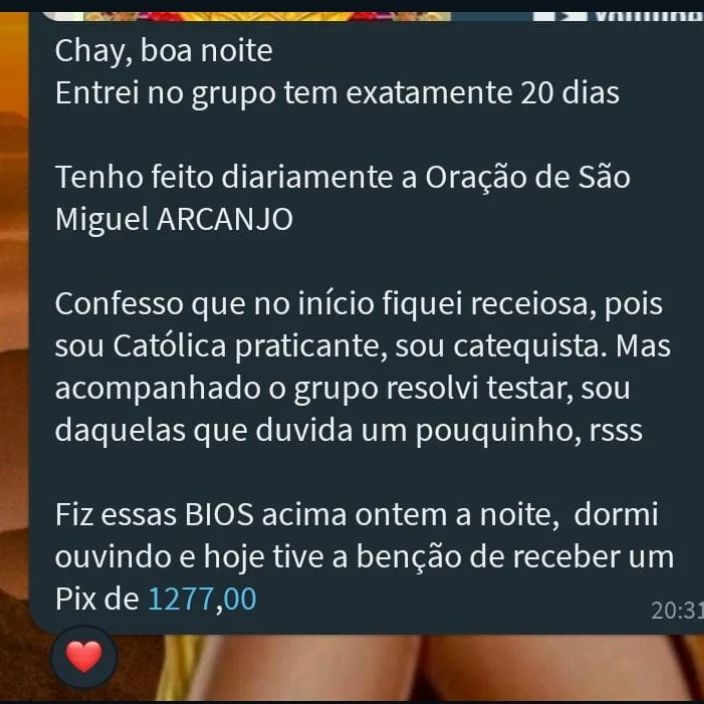 Chay, boa noite
Entrei no grupo tem exatamente 20 dias
Tenho feito diariamente a Oração de São
Miguel ARCANJO
Confesso que no início fiquei receiosa, pois
sou Católica praticante, sou catequista. Mas
acompanhado o grupo resolvi testar, sou
daquelas que duvida um pouquinho, rsss
Fiz essas BIOS acima ontem a noite, dormi
ouvindo e hoje tive a benção de receber um
Pix de 1277,00
20:31